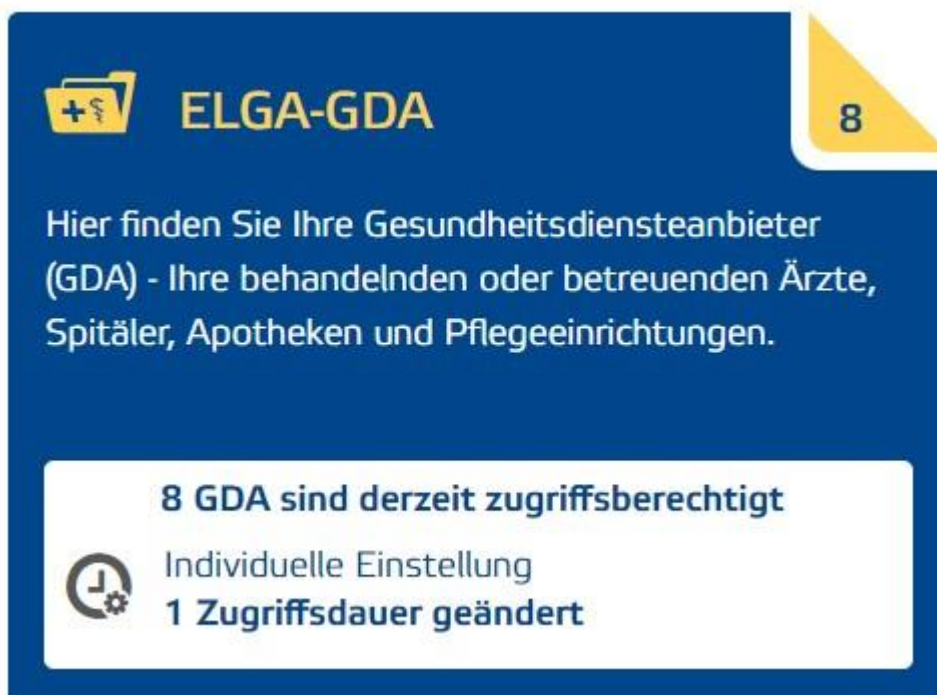 ELGA-GDA
8
Hier finden Sie Ihre Gesundheitsdiensteanbieter
(GDA) - Ihre behandelnden oder betreuenden Ärzte,
Spitäler, Apotheken und Pflegeeinrichtungen.
8 GDA sind derzeit zugriffsberechtigt
Individuelle Einstellung
1 Zugriffsdauer geändert